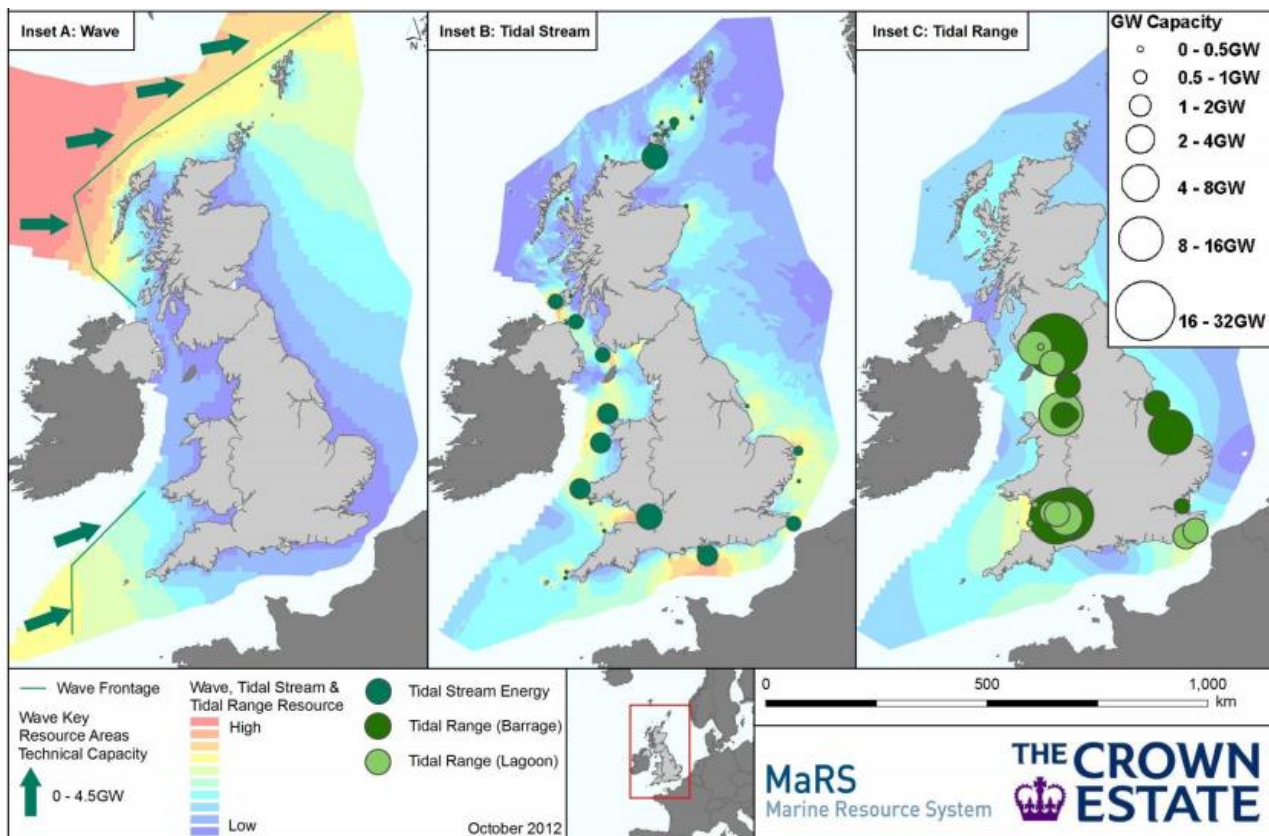 Inset A: Wave
N
Inset B: Tidal Stream
Inset C: Tidal Range
GW Capacity
0 - 0.5GW
0.5 - 1GW
1 - 2GW
2 - 4GW
4 - 8GW
8 - 16GW
16 - 32GW
Wave Frontage
Wave Key
Resource Areas
Technical Capacity
0 - 4.5GW
Wave, Tidal Stream &
Tidal Range Resource
High
Low
Tidal Stream Energy
Tidal Range (Barrage)
Tidal Range (Lagoon)
October 2012
0 500 1,000
km
MaRS
Marine Resource System
THE CROWN
ESTATE